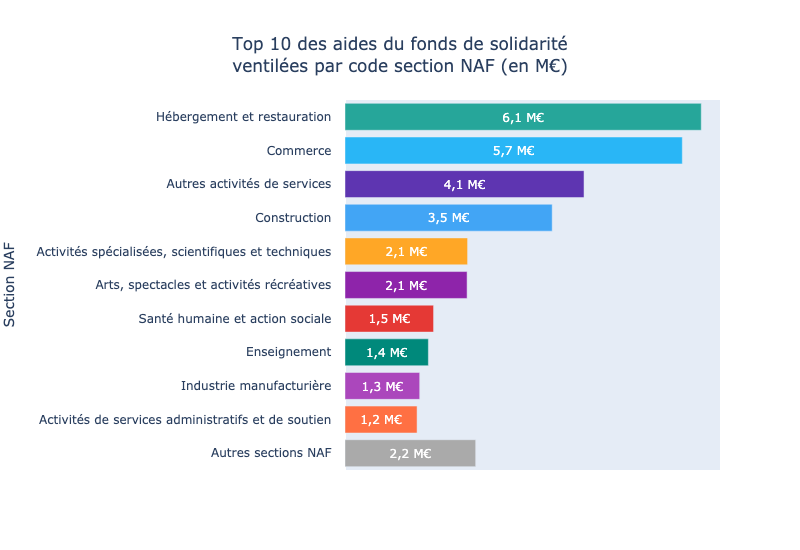 Top 10 des aides du fonds de solidarité
ventilées par code section NAF (en M€)
Section NAF
Hébergement et restauration 6,1 M€
Commerce 5,7 M€
Autres activités de services 4,1 M€
Construction 3,5 M€
Activités spécialisées, scientifiques et techniques 2,1 M€
Arts, spectacles et activités récréatives 2,1 M€
Santé humaine et action sociale 1,5 M€
Enseignement 1,4 M€
Industrie manufacturière 1,3 M€
Activités de services administratifs et de soutien 1,2 M€
Autres sections NAF 2,2 M€